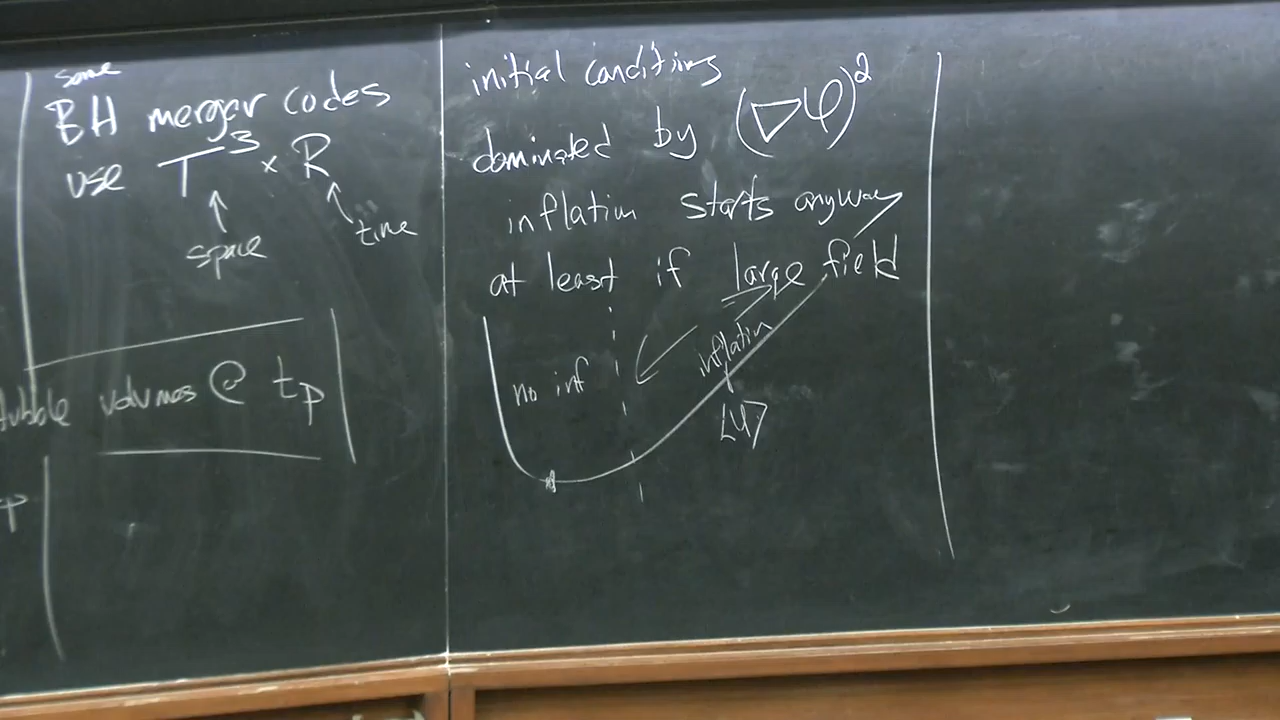 some
BH merger codes
use T³ × R
space
time
Hubble volumes @ tp
initial conditions
dominated by (∇φ)²
inflation starts anyway
at least if large field
no inf
inflation